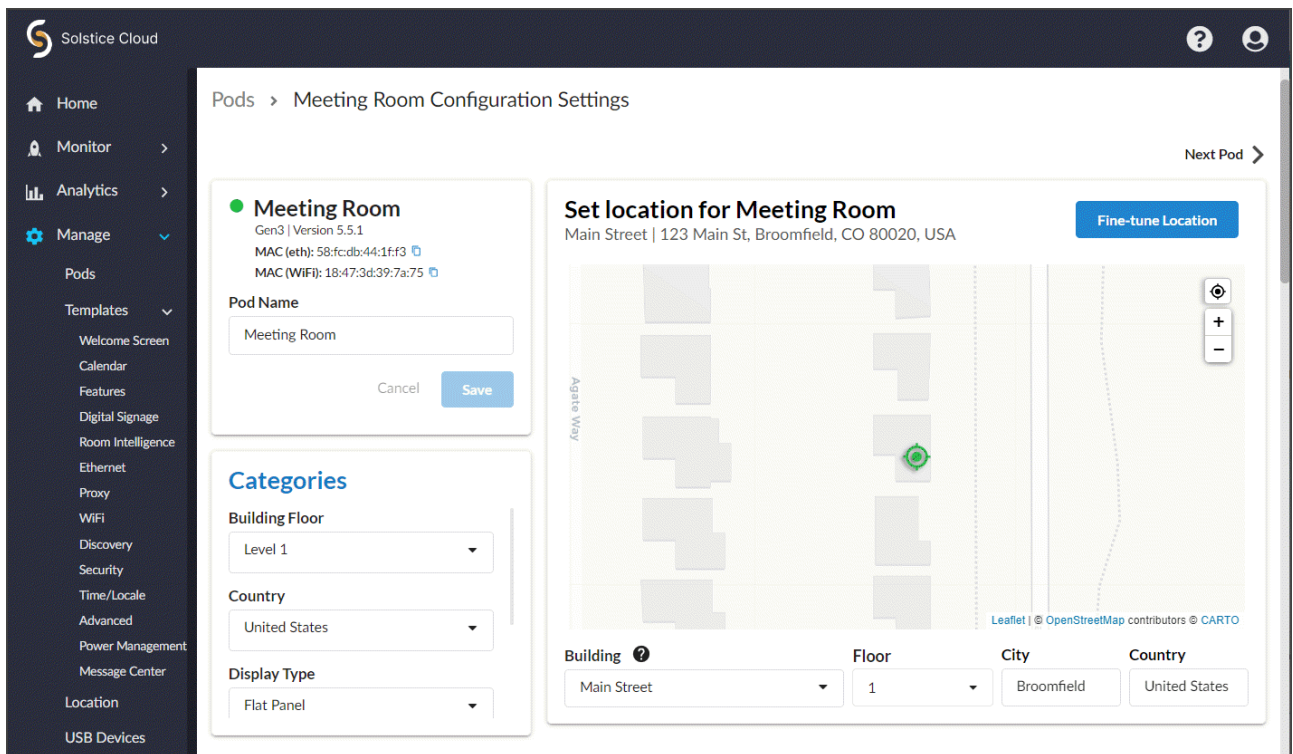 Solstice Cloud
?
Home
Monitor
Analytics
Manage
Pods
Templates
Welcome Screen
Calendar
Features
Digital Signage
Room Intelligence
Ethernet
Proxy
WiFi
Discovery
Security
Time/Locale
Advanced
Power Management
Message Center
Location
USB Devices
Pods > Meeting Room Configuration Settings
Next Pod
Meeting Room
Gen3 | Version 5.5.1
MAC (eth): 58:fc:db:44:1f:f3
MAC (WiFi): 18:47:3d:39:7a:75
Pod Name
Meeting Room
Cancel Save
Categories
Building Floor
Level 1
Country
United States
Display Type
Flat Panel
Set location for Meeting Room
Main Street | 123 Main St, Broomfield, CO 80020, USA
Fine-tune Location
+
−
Agate Way
Leaflet | © OpenStreetMap contributors © CARTO
Building ? Floor City Country
Main Street 1 Broomfield United States